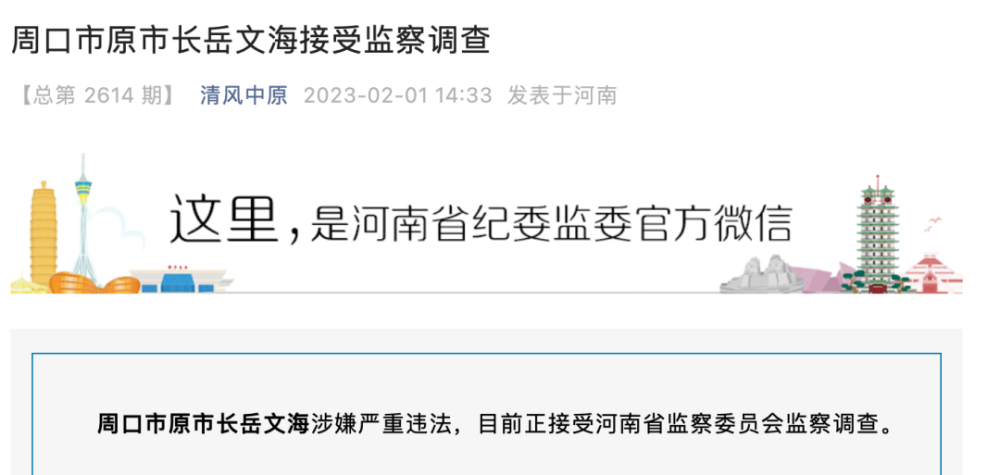 周口市原市长岳文海接受监察调查
【总第 2614 期】 清风中原 2023-02-01 14:33 发表于河南
这里，是河南省纪委监委官方微信
周口市原市长岳文海涉嫌严重违法，目前正接受河南省监察委员会监察调查。